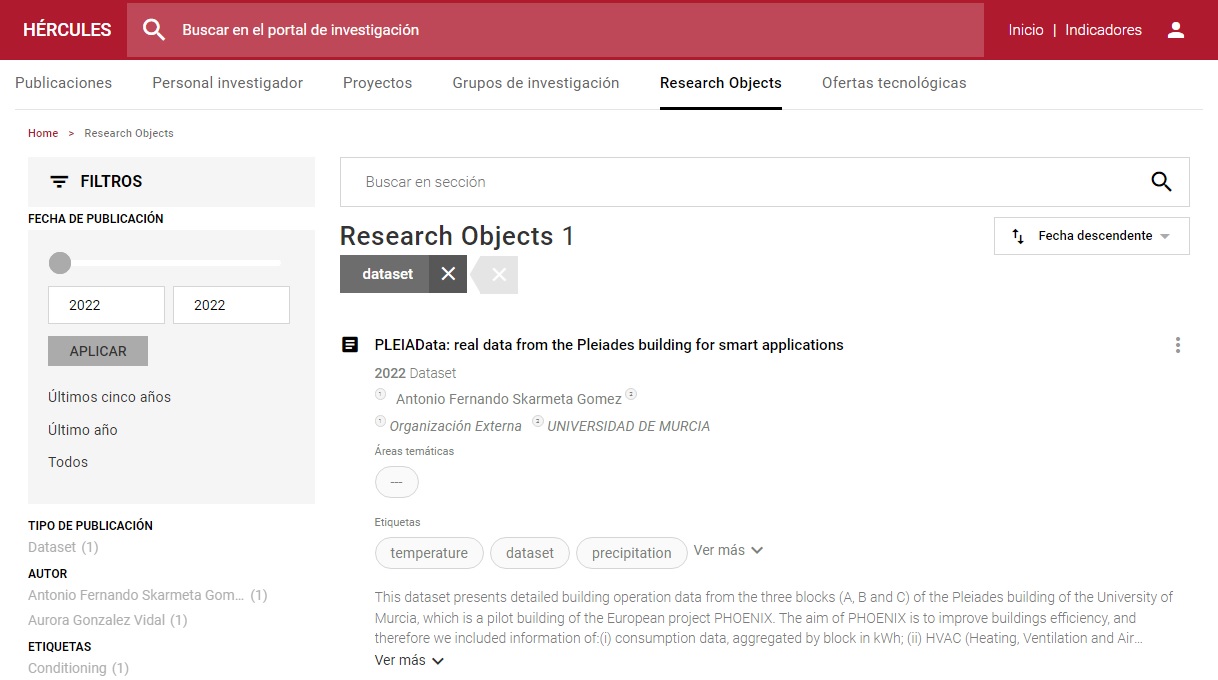 HÉRCULES
Buscar en el portal de investigación
Inicio | Indicadores
Publicaciones Personal investigador Proyectos Grupos de investigación Research Objects Ofertas tecnológicas
Home > Research Objects
FILTROS
FECHA DE PUBLICACIÓN
2022 2022
APLICAR
Últimos cinco años
Último año
Todos
TIPO DE PUBLICACIÓN
Dataset (1)
AUTOR
Antonio Fernando Skarmeta Gom... (1)
Aurora Gonzalez Vidal (1)
ETIQUETAS
Conditioning (1)
Buscar en sección
Research Objects 1
Fecha descendente
dataset
PLEIAData: real data from the Pleiades building for smart applications
2022 Dataset
1 Antonio Fernando Skarmeta Gomez 2
1 Organización Externa 2 UNIVERSIDAD DE MURCIA
Áreas temáticas
---
Etiquetas
temperature dataset precipitation Ver más
This dataset presents detailed building operation data from the three blocks (A, B and C) of the Pleiades building of the University of
Murcia, which is a pilot building of the European project PHOENIX. The aim of PHOENIX is to improve buildings efficiency, and
therefore we included information of:(i) consumption data, aggregated by block in kWh; (ii) HVAC (Heating, Ventilation and Air...
Ver más